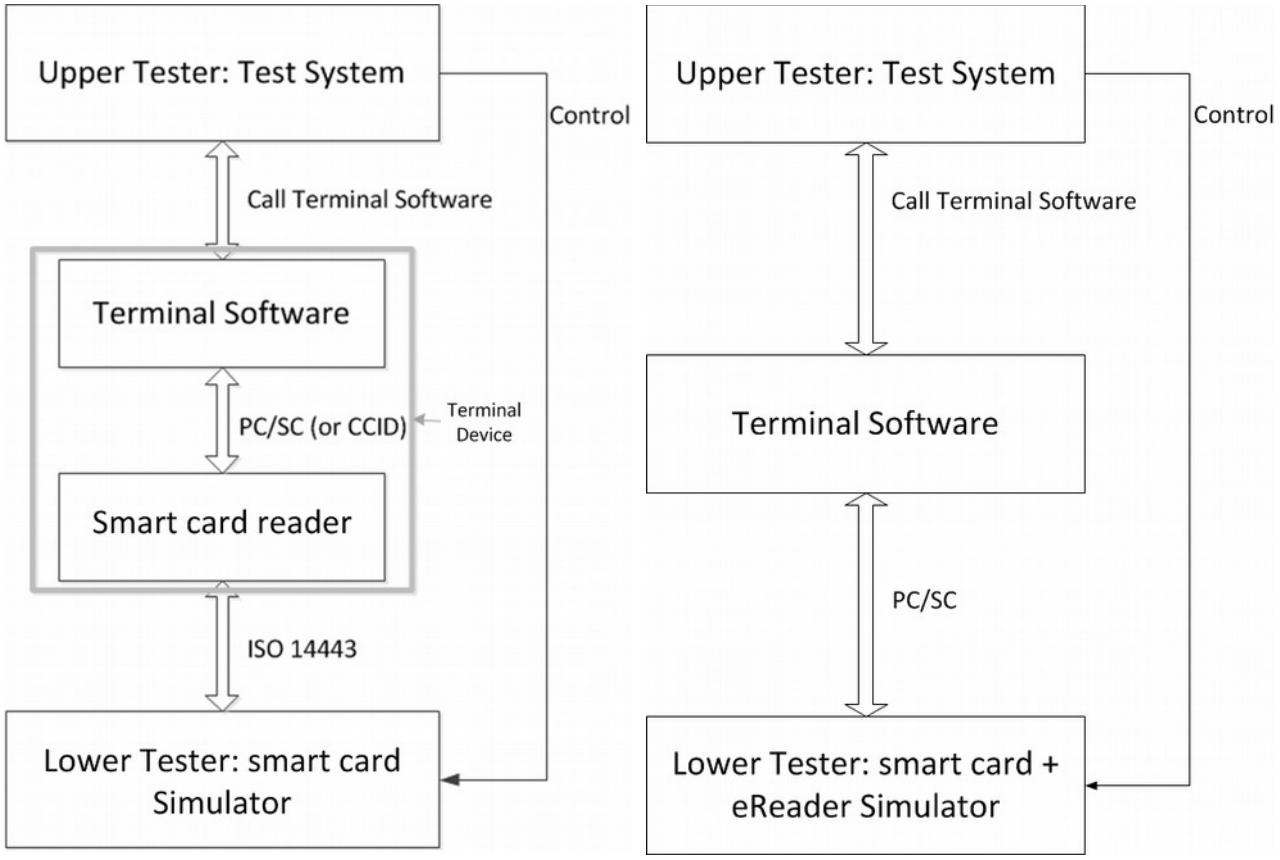 Upper Tester: Test System
Control
Call Terminal Software
Terminal Software
PC/SC (or CCID)
Terminal
Device
Smart card reader
ISO 14443
Lower Tester: smart card
Simulator
Upper Tester: Test System
Control
Call Terminal Software
Terminal Software
PC/SC
Lower Tester: smart card +
eReader Simulator